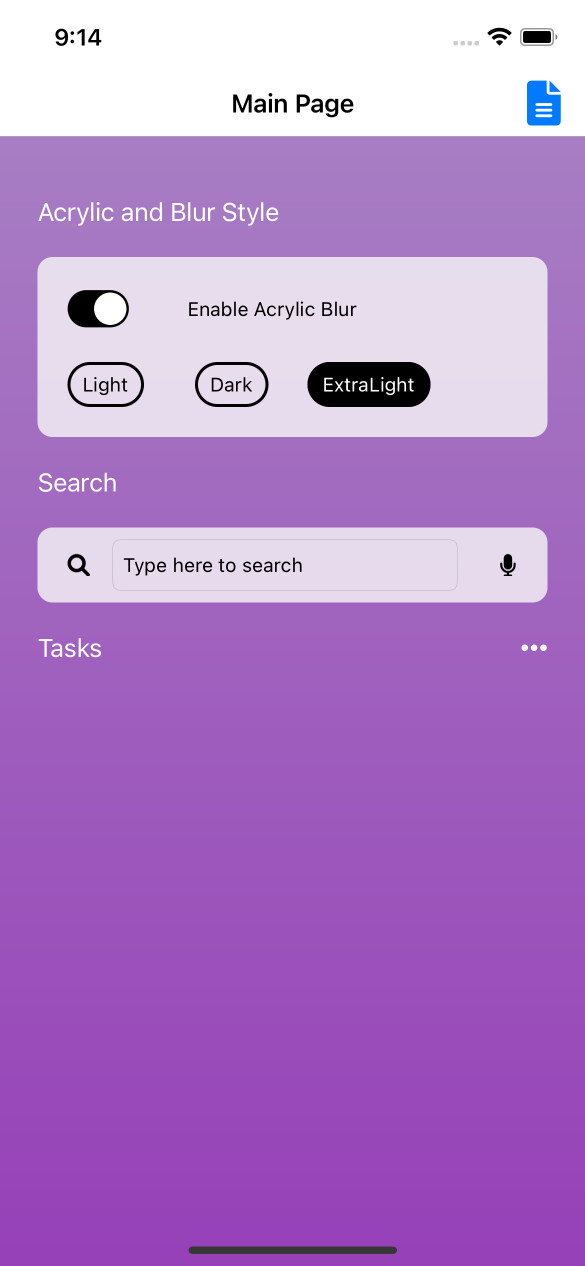 9:14
Main Page
Acrylic and Blur Style
Enable Acrylic Blur
Light Dark ExtraLight
Search
Type here to search
Tasks